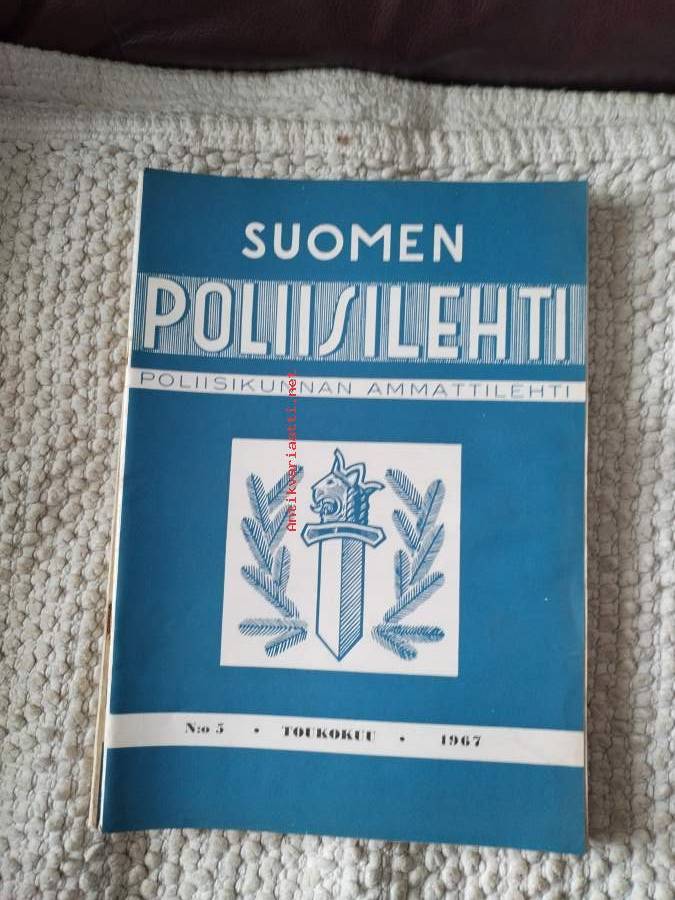 SUOMEN
POLIISILEHTI
POLIISIKUNNAN AMMATTILEHTI
Antikvariaatti.net
N:o 5 • TOUKOKUU • 1967